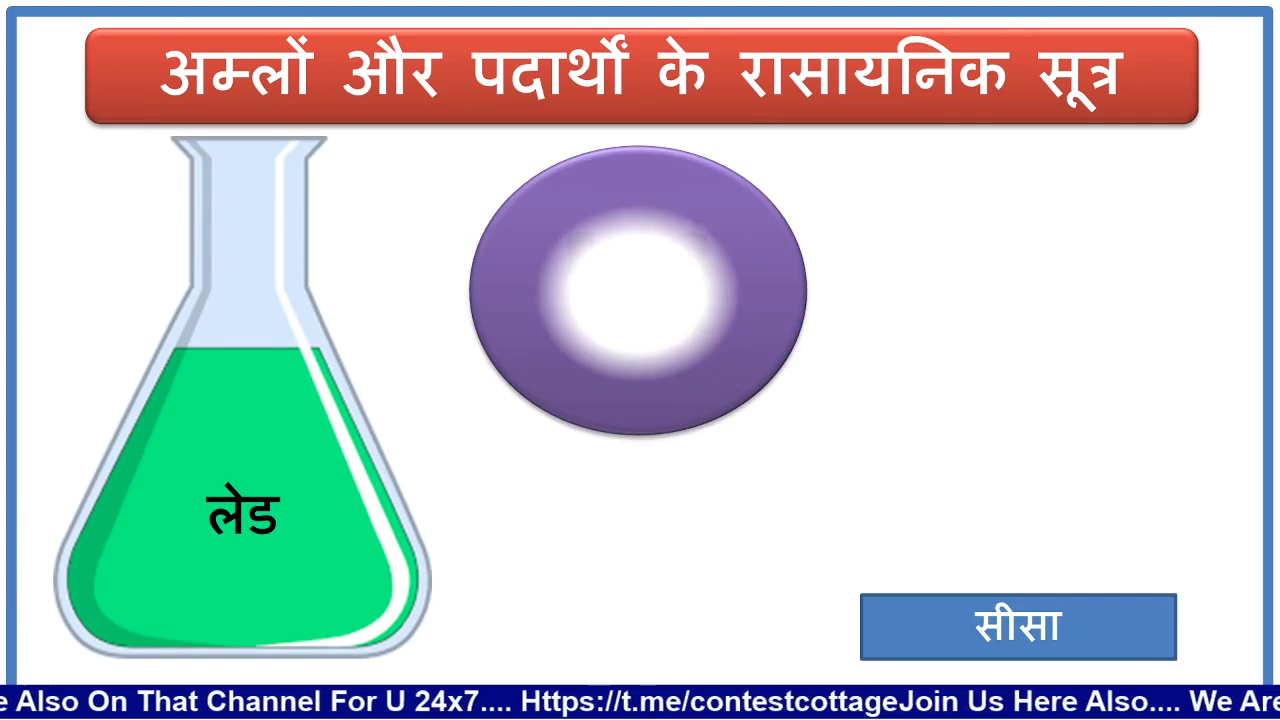 अम्लों और पदार्थों के रासायनिक सूत्र
लेड
सीसा
e Also On That Channel For U 24x7.... Https://t.me/contestcottageJoin Us Here Also.... We Are